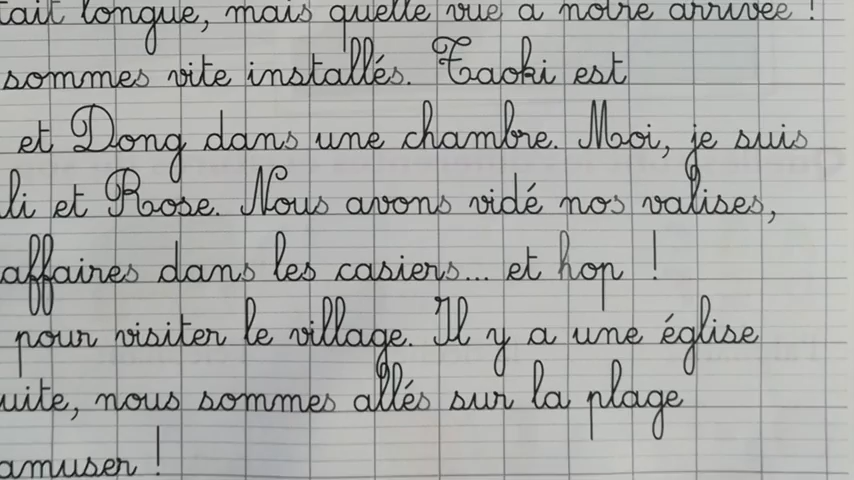 tait longue, mais quelle vue a notre arrivée !
sommes vite installés. Taoki est
et Dong dans une chambre. Moi, je suis
li et Rose. Nous avons vidé nos valises,
affaires dans les casiers... et hop !
pour visiter le village. Il y a une église
uite, nous sommes allés sur la plage
amuser !